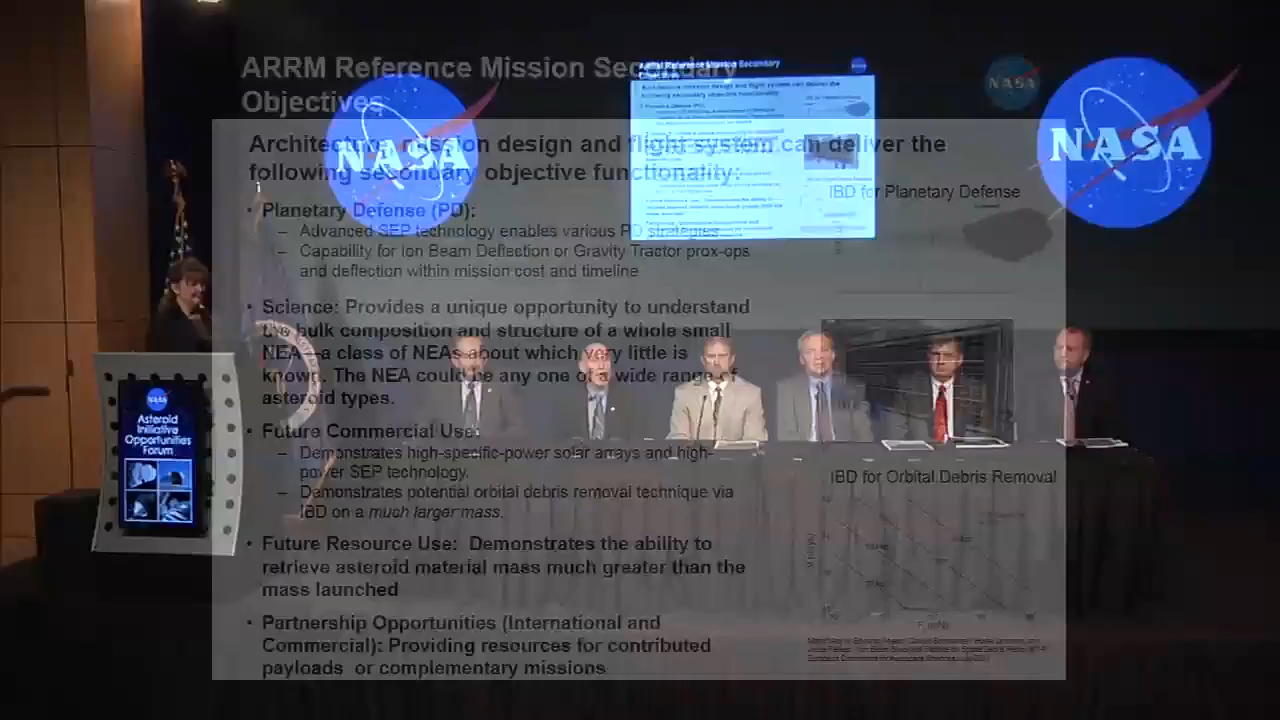 ARRM Reference Mission Secondary
Objectives
NASA
Architecture, mission design and flight system can deliver the
following secondary objective functionality:
• Planetary Defense (PD):
– Advanced SEP technology enables various PD strategies
– Capability for Ion Beam Deflection or Gravity Tractor prox-ops
and deflection within mission cost and timeline
• Science: Provides a unique opportunity to understand
the bulk composition and structure of a whole small
NEA—a class of NEAs about which very little is
known. The NEA could be any one of a wide range of
asteroid types.
• Future Commercial Use:
– Demonstrates high-specific-power solar arrays and high-
power SEP technology.
– Demonstrates potential orbital debris removal technique via
IBD on a much larger mass.
• Future Resource Use: Demonstrates the ability to
retrieve asteroid material mass much greater than the
mass launched
• Partnership Opportunities (International and
Commercial): Providing resources for contributed
payloads or complementary missions
IBD for Planetary Defense
IBD for Orbital Debris Removal
NASA
NASA
ARRM Reference Mission Secondary
NASA
Asteroid
Initiative
Opportunities
Forum